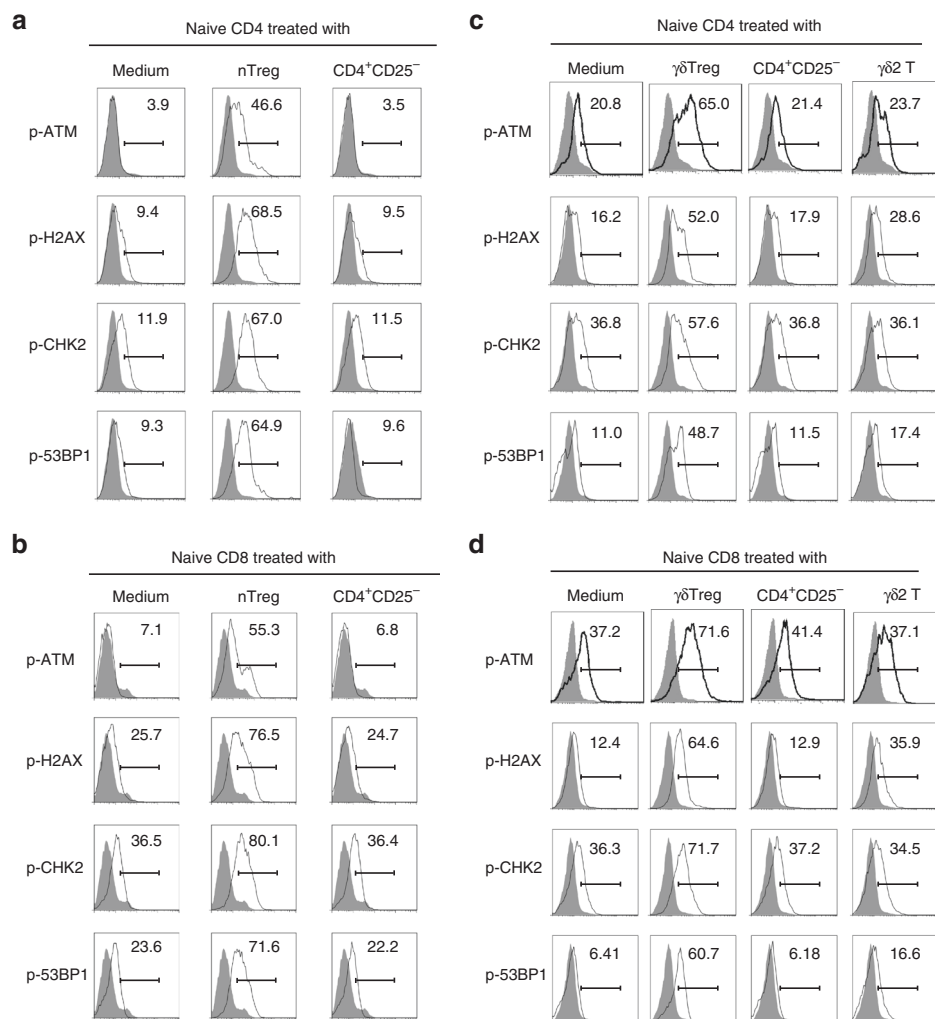 a
Naive CD4 treated with
Medium nTreg CD4⁺CD25⁻
p-ATM 3.9 46.6 3.5
p-H2AX 9.4 68.5 9.5
p-CHK2 11.9 67.0 11.5
p-53BP1 9.3 64.9 9.6
b
Naive CD8 treated with
Medium nTreg CD4⁺CD25⁻
p-ATM 7.1 55.3 6.8
p-H2AX 25.7 76.5 24.7
p-CHK2 36.5 80.1 36.4
p-53BP1 23.6 71.6 22.2
c
Naive CD4 treated with
Medium γδTreg CD4⁺CD25⁻ γδ2 T
p-ATM 20.8 65.0 21.4 23.7
p-H2AX 16.2 52.0 17.9 28.6
p-CHK2 36.8 57.6 36.8 36.1
p-53BP1 11.0 48.7 11.5 17.4
d
Naive CD8 treated with
Medium γδTreg CD4⁺CD25⁻ γδ2 T
p-ATM 37.2 71.6 41.4 37.1
p-H2AX 12.4 64.6 12.9 35.9
p-CHK2 36.3 71.7 37.2 34.5
p-53BP1 6.41 60.7 6.18 16.6